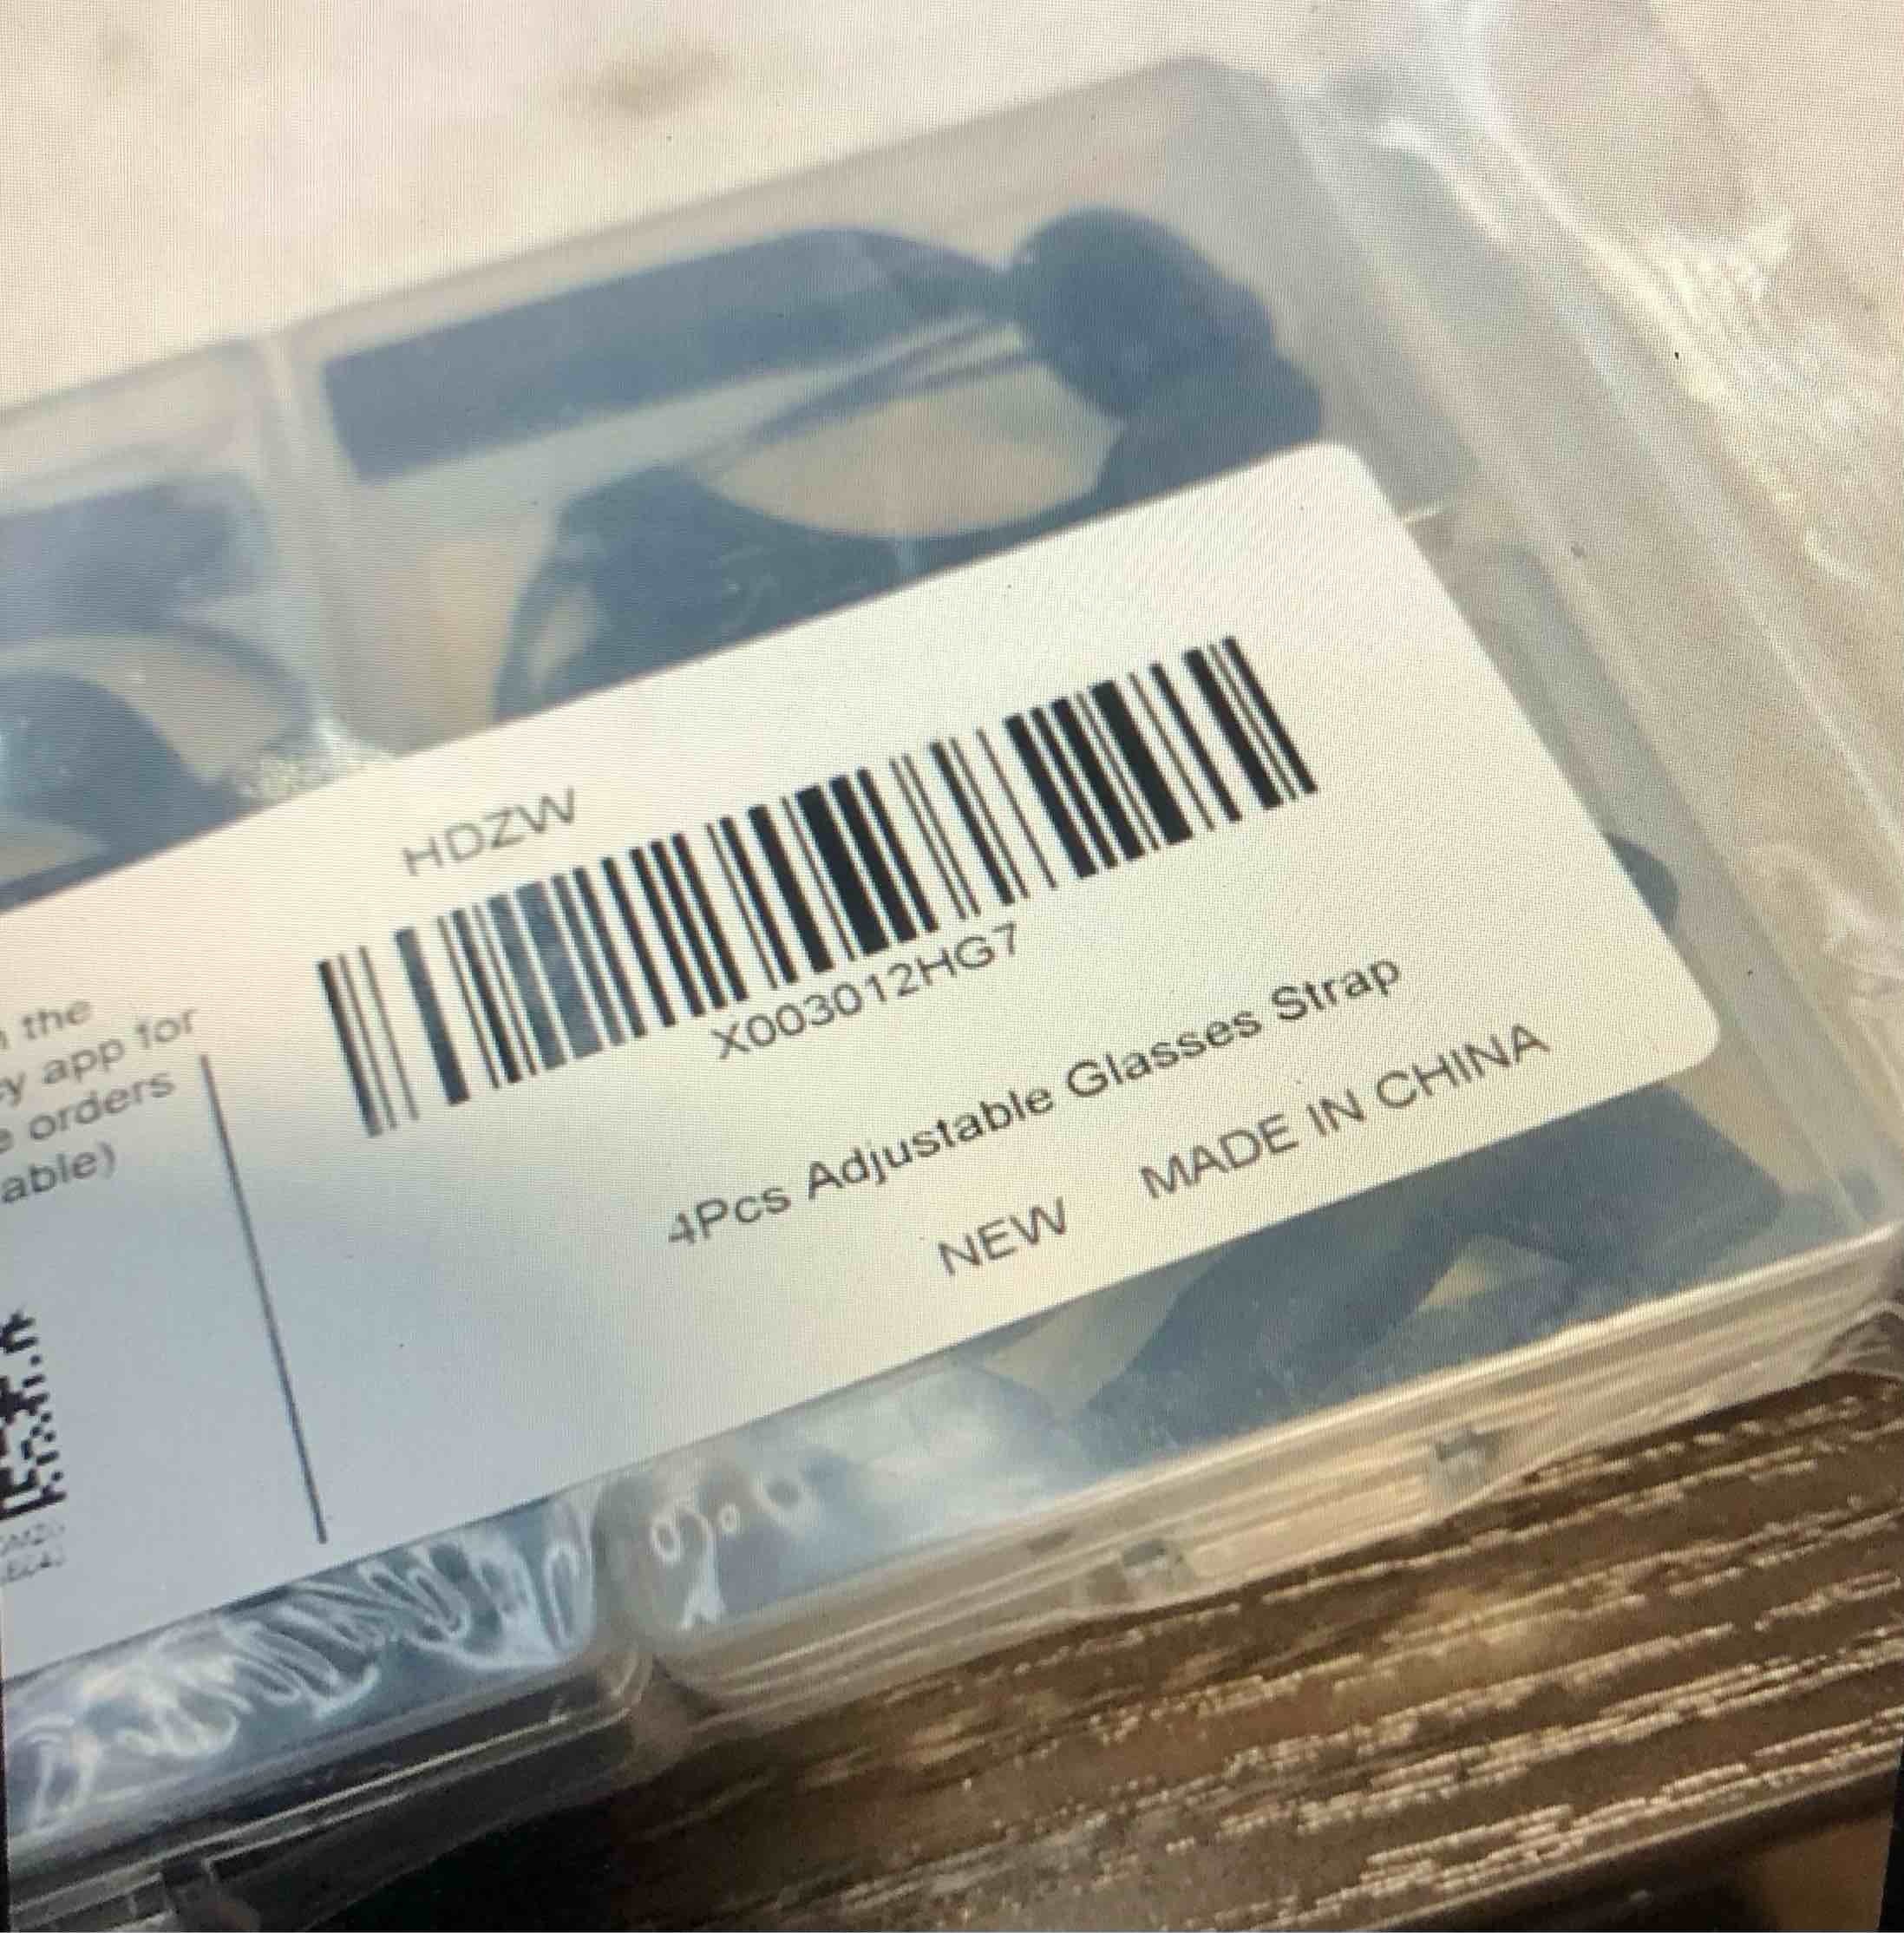 the
y app for
orders
able)
HDZW
X003012HG7
4Pcs Adjustable Glasses Strap
NEW MADE IN CHINA